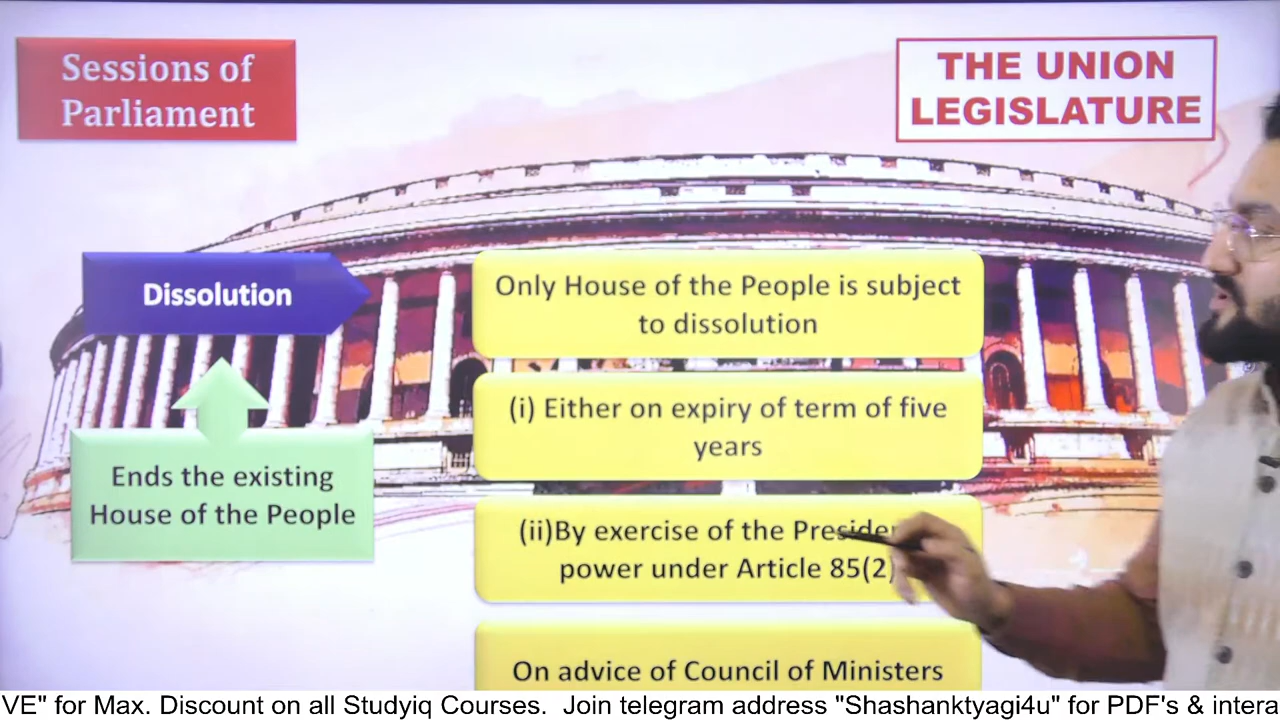 Sessions of
Parliament
THE UNION
LEGISLATURE
Dissolution
Only House of the People is subject
to dissolution
(i) Either on expiry of term of five
years
Ends the existing
House of the People
(ii)By exercise of the
power under Article 85(2)
On advice of Council of Ministers
VE" for Max. Discount on all Studyiq Courses. Join telegram address "Shashanktyagi4u" for PDF's &